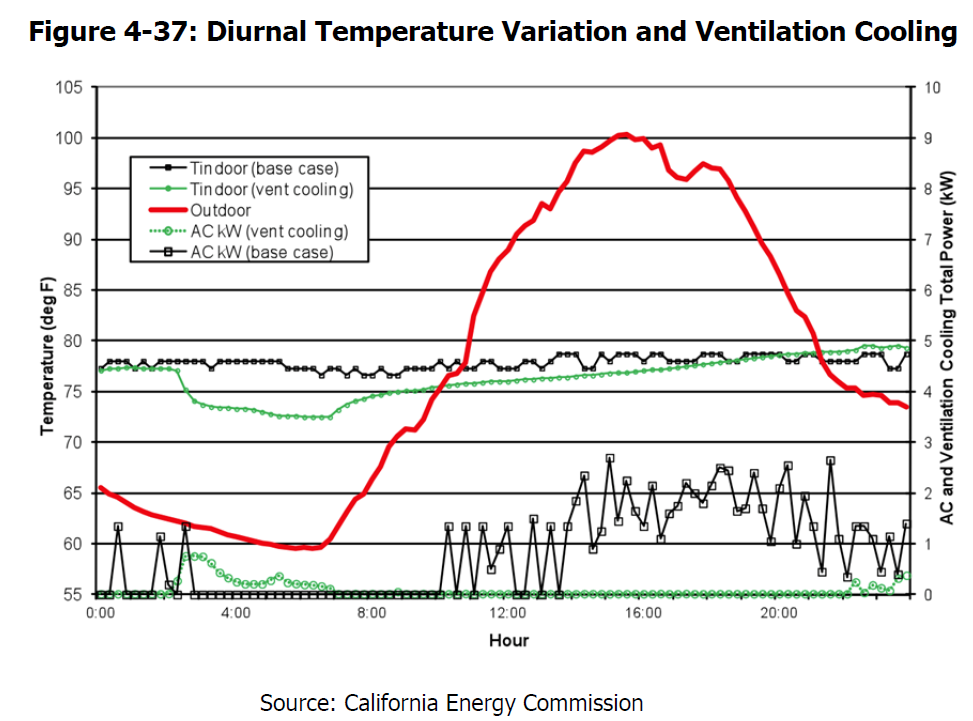 Figure 4-37: Diurnal Temperature Variation and Ventilation Cooling
105
100
95
90
85
80
75
70
65
60
55
Temperature (deg F)
Tindoor (base case)
Tindoor (vent cooling)
Outdoor
AC kW (vent cooling)
AC kW (base case)
10
9
8
7
6
5
4
3
2
1
0
AC and Ventilation Cooling Total Power (kW)
0:00 4:00 8:00 12:00 16:00 20:00
Hour
Source: California Energy Commission